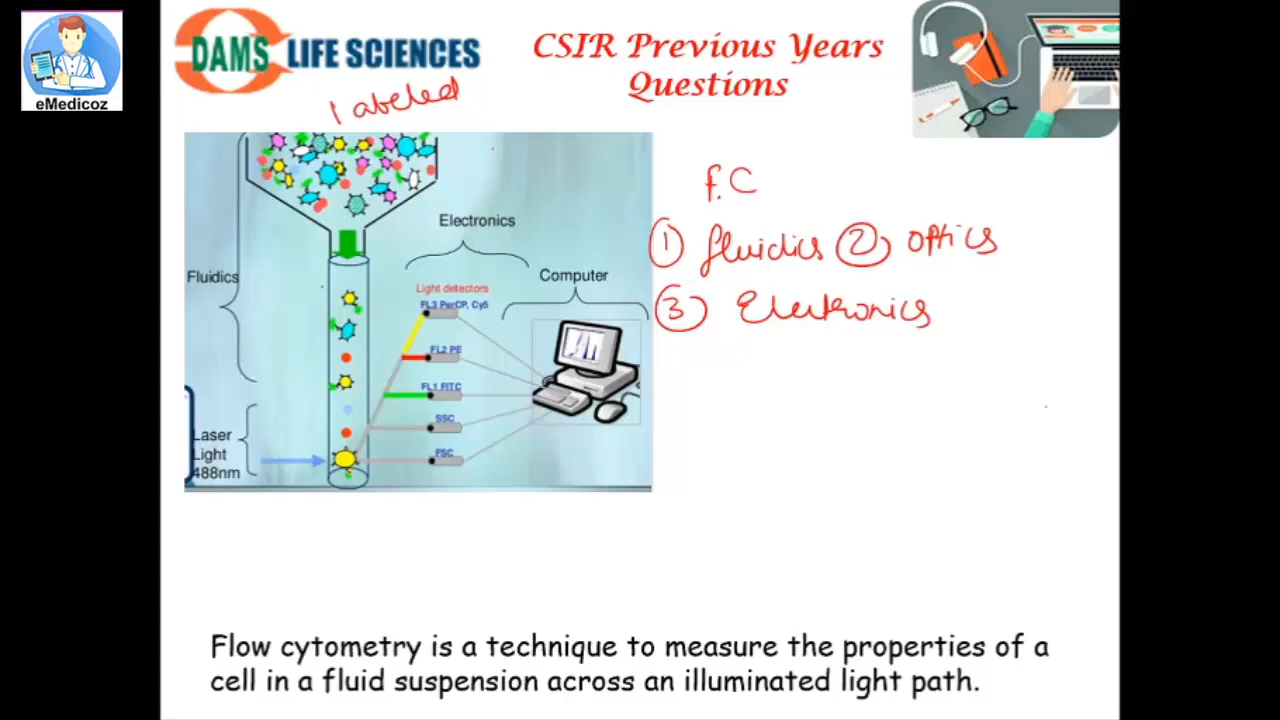 eMedicoz
DAMS LIFE SCIENCES
CSIR Previous Years
Questions
labeled
Electronics
Fluidics
Light detectors
Computer
FL3 PerCP, Cy5
FL2 PE
FL1 FITC
SSC
FSC
Laser
Light
488nm
F.C
① fluidics ② optics
③ Electronics
Flow cytometry is a technique to measure the properties of a
cell in a fluid suspension across an illuminated light path.